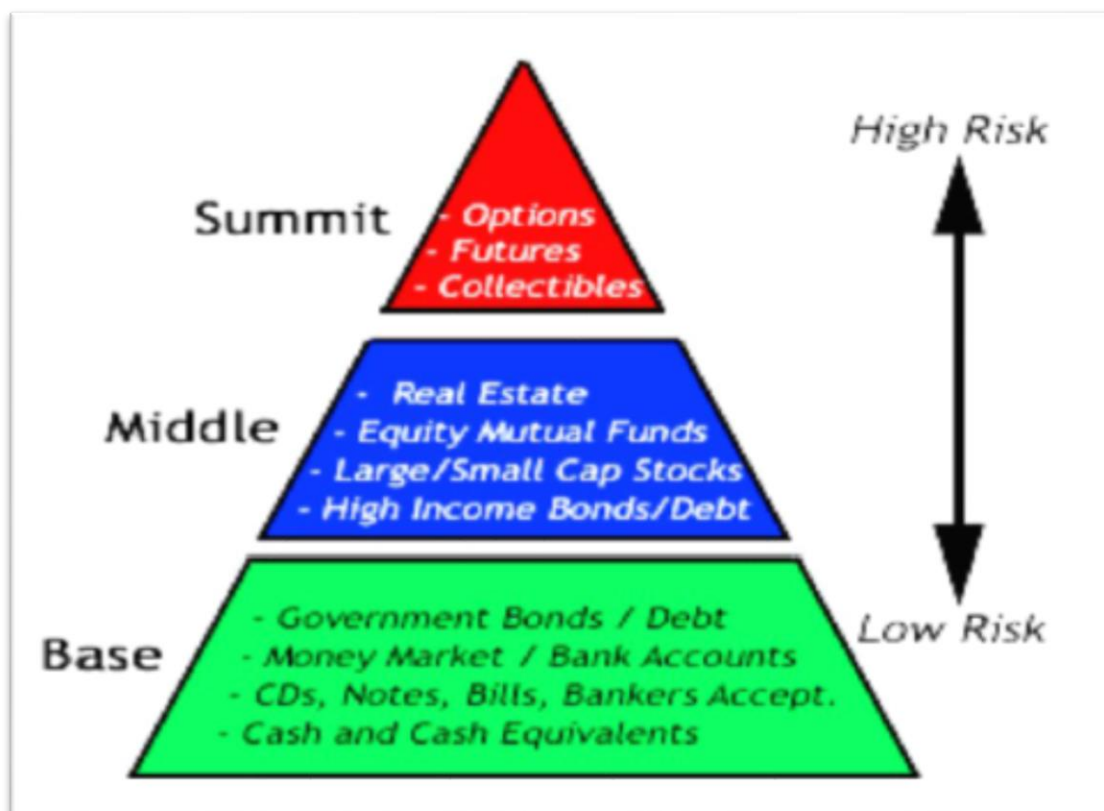 High Risk
Summit
- Options
- Futures
- Collectibles
Middle
- Real Estate
- Equity Mutual Funds
- Large/Small Cap Stocks
- High Income Bonds/Debt
Base
- Government Bonds / Debt
- Money Market / Bank Accounts
- CDs, Notes, Bills, Bankers Accept.
- Cash and Cash Equivalents
Low Risk